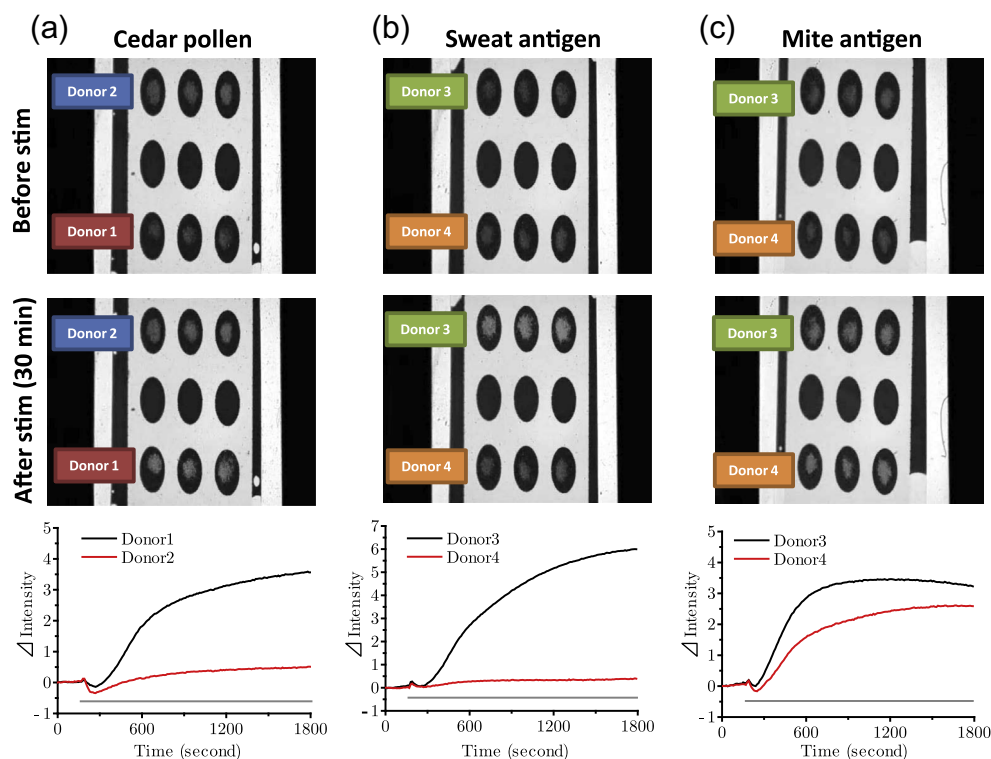 (a)
Cedar pollen
(b)
Sweat antigen
(c)
Mite antigen
Before stim
Donor 2
Donor 1
Donor 3
Donor 4
Donor 3
Donor 4
After stim (30 min)
Donor 2
Donor 1
Donor 3
Donor 4
Donor 3
Donor 4
⊿ Intensity
5
4
3
2
1
0
-1
Donor1
Donor2
0 600 1200 1800
Time (second)
⊿ Intensity
7
6
5
4
3
2
1
0
-1
Donor3
Donor4
0 600 1200 1800
Time (second)
⊿ Intensity
5
4
3
2
1
0
-1
Donor3
Donor4
0 600 1200 1800
Time (second)